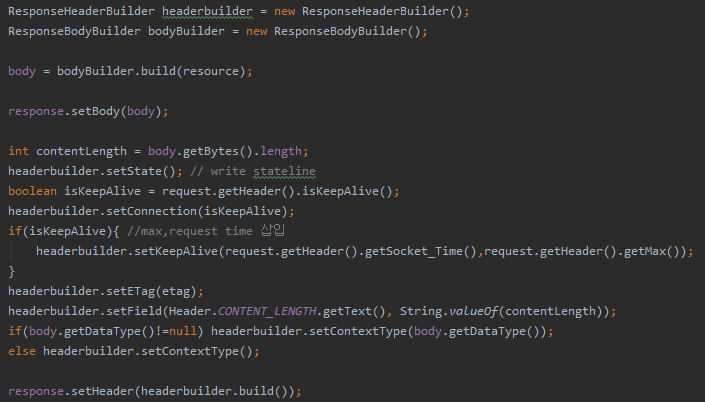 ResponseHeaderBuilder headerbuilder = new ResponseHeaderBuilder();
ResponseBodyBuilder bodyBuilder = new ResponseBodyBuilder();
body = bodyBuilder.build(resource);
response.setBody(body);
int contentLength = body.getBytes().length;
headerbuilder.setState(); // write stateline
boolean isKeepAlive = request.getHeader().isKeepAlive();
headerbuilder.setConnection(isKeepAlive);
if(isKeepAlive){ //max,request time 삽입
    headerbuilder.setKeepAlive(request.getHeader().getSocket_Time(),request.getHeader().getMax());
}
headerbuilder.setETag(etag);
headerbuilder.setField(Header.CONTENT_LENGTH.getText(), String.valueOf(contentLength));
if(body.getDataType()!=null) headerbuilder.setContextType(body.getDataType());
else headerbuilder.setContextType();
response.setHeader(headerbuilder.build());